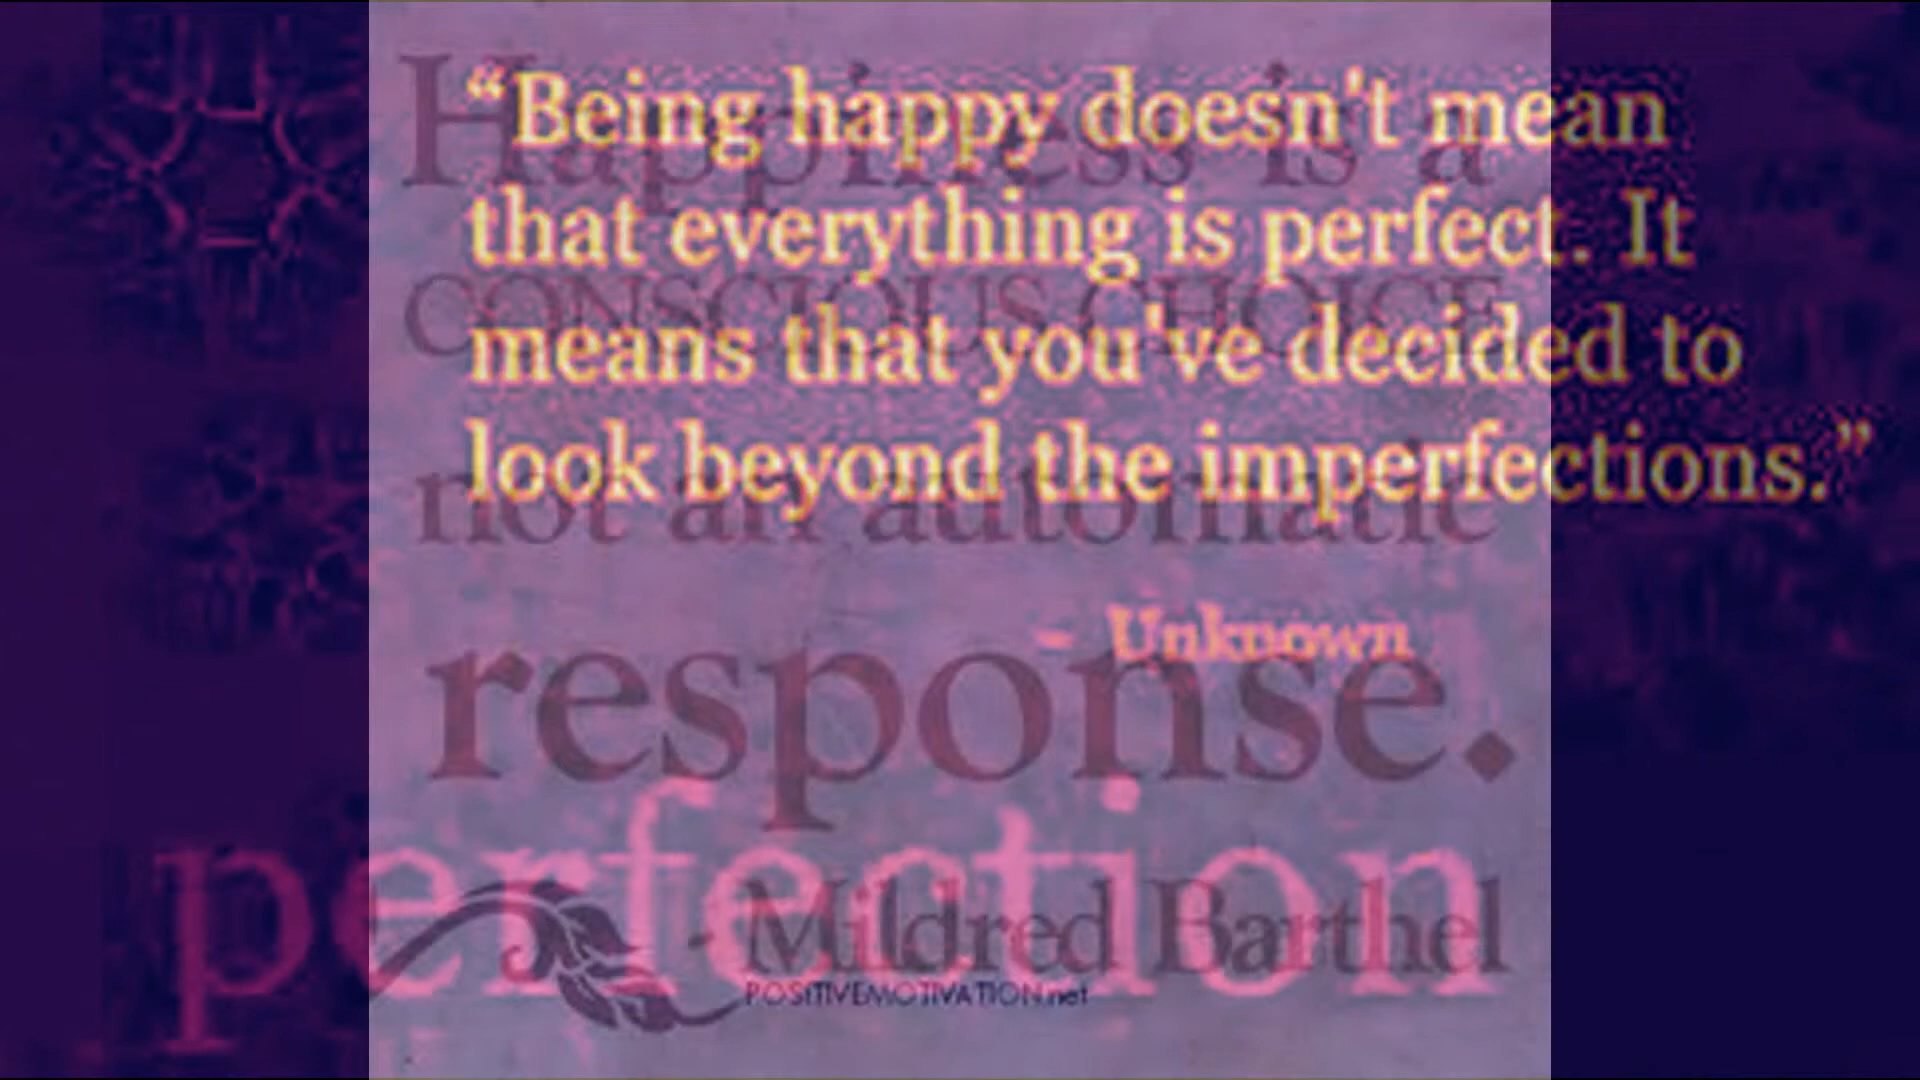 “Being happy doesn't mean
that everything is perfect. It
means that you've decided to
look beyond the imperfections.”
- Unknown
perfection
Happiness is a
CONSCIOUS CHOICE
not an automatic
response.
- Mildred Barthel
POSITIVEMOTIVATION.net